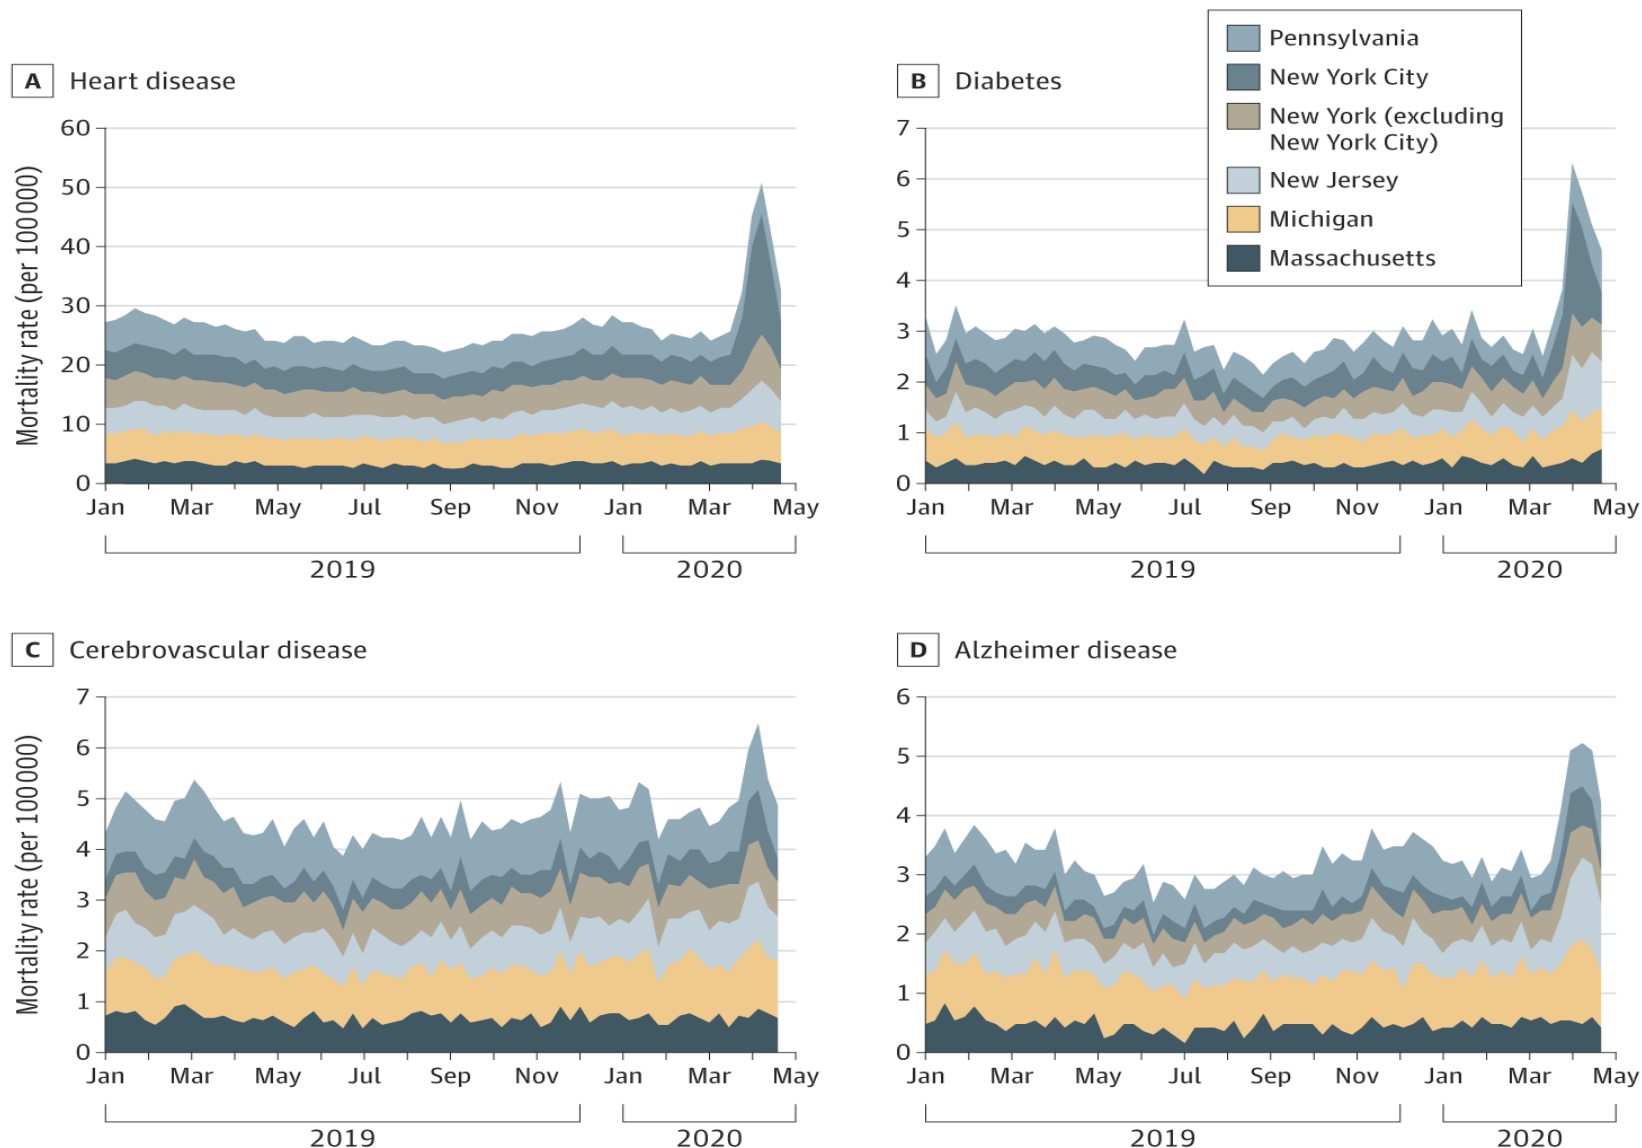 A Heart disease
Mortality rate (per 100 000)
60
50
40
30
20
10
0
Jan Mar May Jul Sep Nov Jan Mar May
2019 2020
B Diabetes
7
6
5
4
3
2
1
0
Jan Mar May Jul Sep Nov Jan Mar May
2019 2020
Pennsylvania
New York City
New York (excluding
New York City)
New Jersey
Michigan
Massachusetts
C Cerebrovascular disease
Mortality rate (per 100 000)
7
6
5
4
3
2
1
0
Jan Mar May Jul Sep Nov Jan Mar May
2019 2020
D Alzheimer disease
6
5
4
3
2
1
0
Jan Mar May Jul Sep Nov Jan Mar May
2019 2020